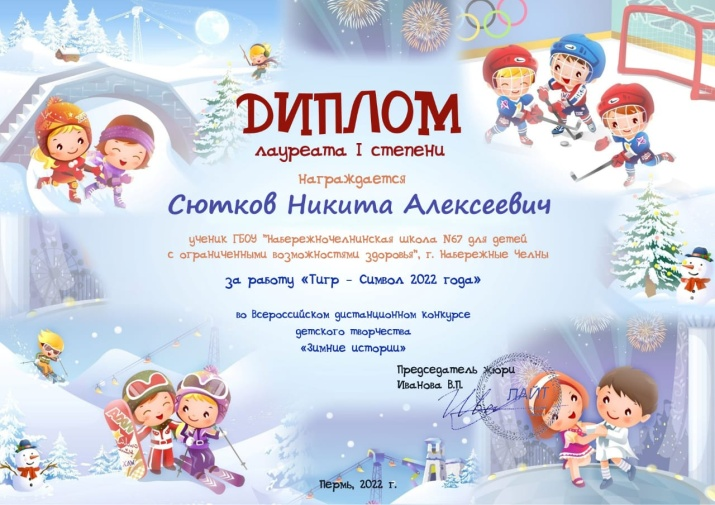 ДИПЛОМ
лауреата I степени
награждается
Сютков Никита Алексеевич
ученик ГБОУ "Набережночелнинская школа №67 для детей
с ограниченными возможностями здоровья", г. Набережные Челны
за работу «Тигр - Символ 2022 года»
во Всероссийском дистанционном конкурсе
детского творчества
«Зимние истории»
Председатель жюри
Иванова В.П.
ЛАЙТ
Пермь, 2022 г.